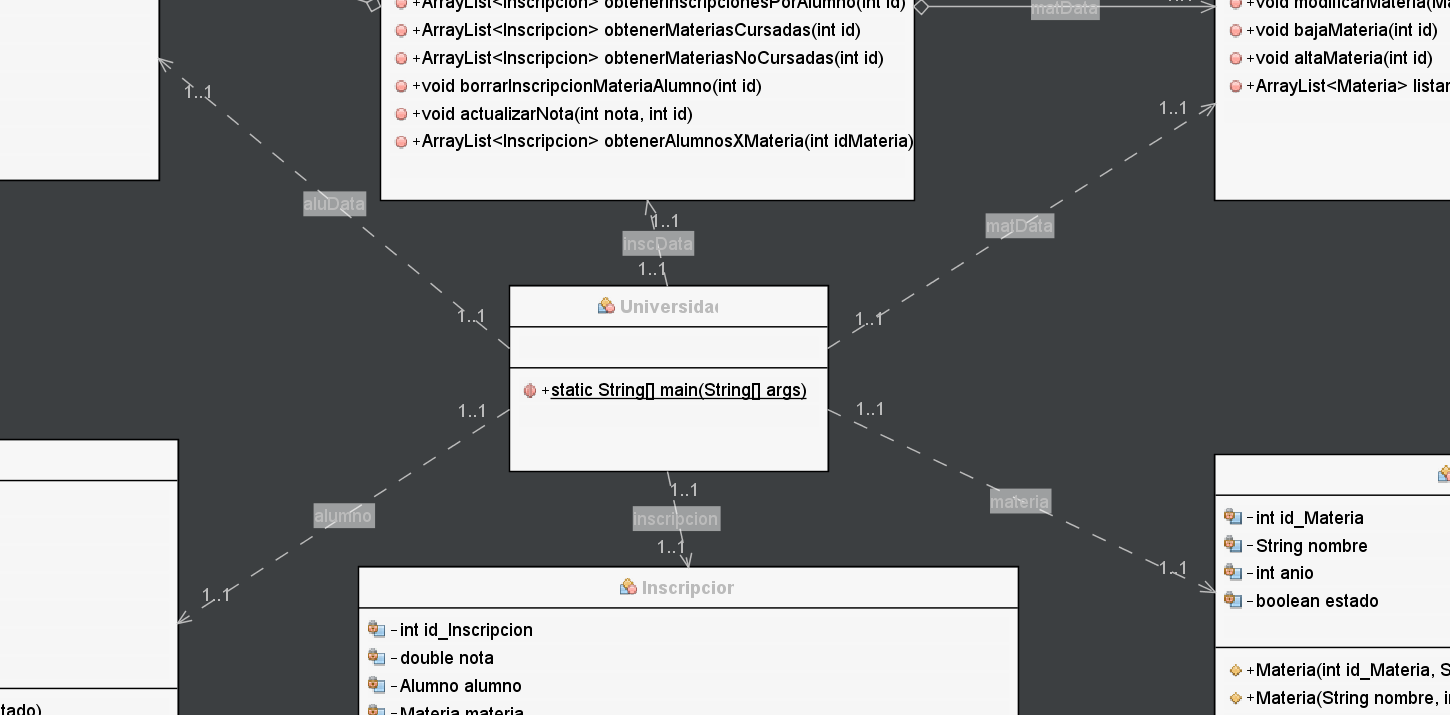 +ArrayList<Inscripcion> obtenerInscripcionesPorAlumno(int id)
+ArrayList<Inscripcion> obtenerMateriasCursadas(int id)
+ArrayList<Inscripcion> obtenerMateriasNoCursadas(int id)
+void borrarInscripcionMateriaAlumno(int id)
+void actualizarNota(int nota, int id)
+ArrayList<Inscripcion> obtenerAlumnosXMateria(int idMateria)
matData
+void modificarMateria(
+void bajaMateria(int id)
+void altaMateria(int id)
+ArrayList<Materia> listar
1..1
1..1
aluData
1..1
inscData
1..1
matData
1..1
1..1
Universida
+static String[] main(String[] args)
1..1
1..1
alumno
1..1
1..1
inscripcion
1..1
materia
1..1
Inscripcio
-int id_Inscripcion
-double nota
-Alumno alumno
-Materia materia
-int id_Materia
-String nombre
-int anio
-boolean estado
+Materia(int id_Materia, S
+Materia(String nombre, i
tado)